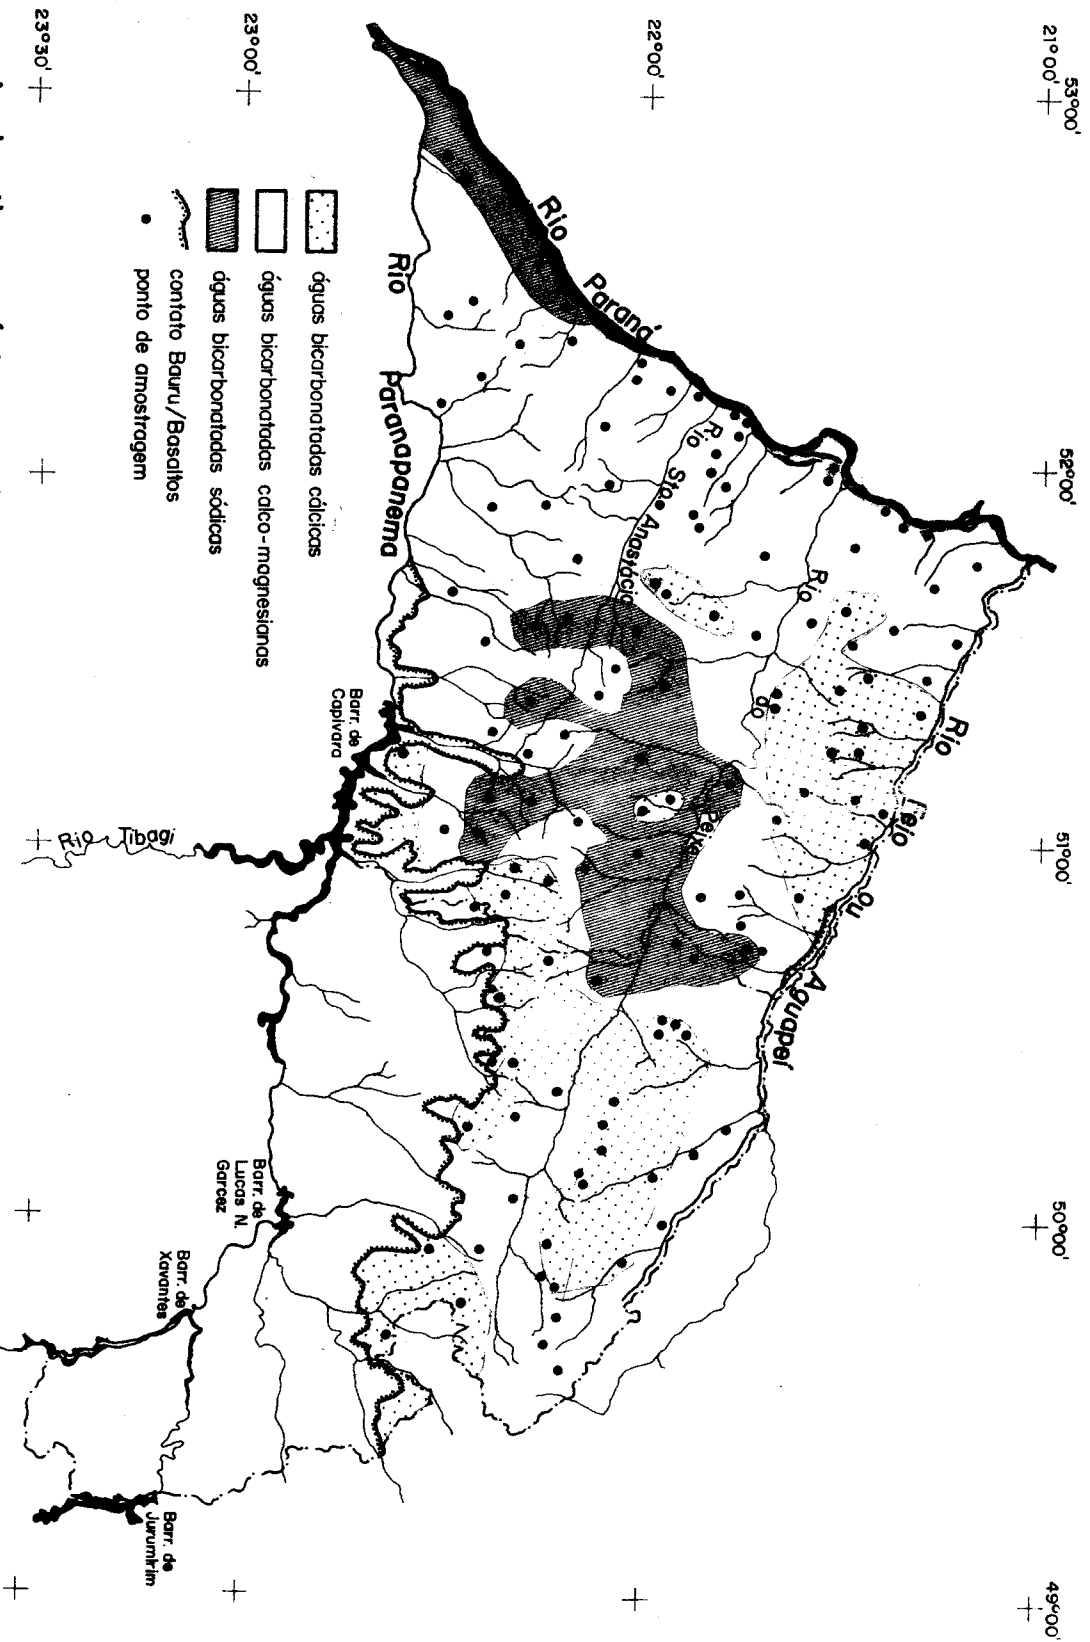 53°00'
52°00'
51°00'
50°00'
49°00'
21°00'
22°00'
23°00'
23°30'
Rio
Paraná
Rio
Sto. Anastácio
Rio
do
Peixe
Rio
Feio
ou
Aguapeí
Rio
Paranapanema
Rio Tibagi
Barr. de
Capivara
Barr. de
Lucas N.
Garcez
Barr. de
Xavantes
Barr. de
Jurumirim
águas bicarbonatadas cálcicas
águas bicarbonatadas calco-magnesianas
águas bicarbonatadas sódicas
contato Bauru/Basaltos
ponto de amostragem